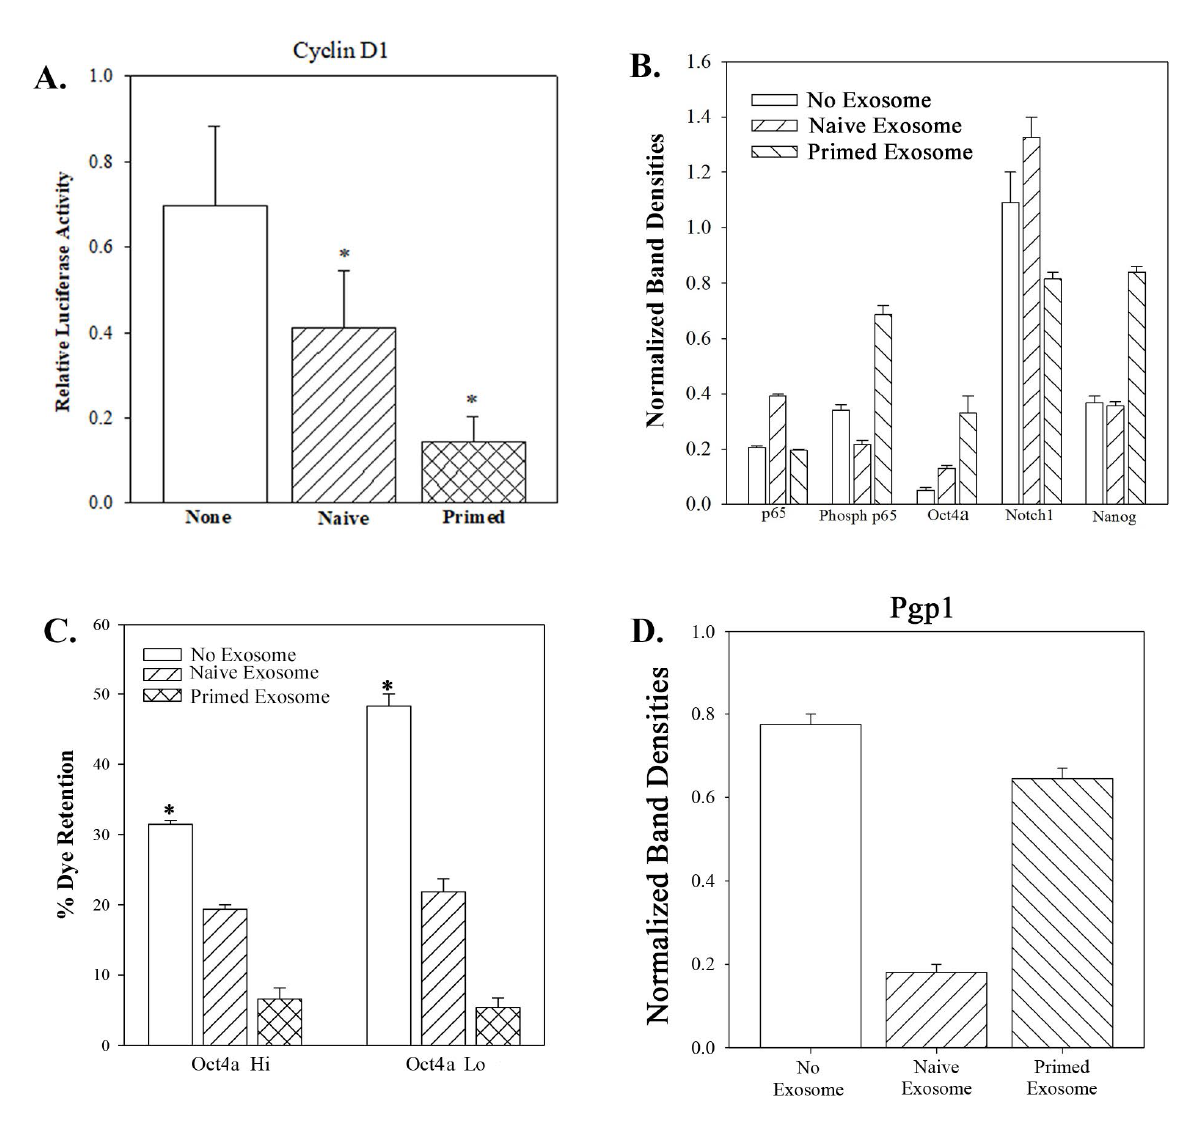 A.
Cyclin D1
Relative Luciferase Activity
1.0
0.8
0.6
0.4
0.2
0.0
*
*
None
Naive
Primed
B.
Normalized Band Densities
1.6
1.4
1.2
1.0
0.8
0.6
0.4
0.2
0.0
No Exosome
Naive Exosome
Primed Exosome
p65
Phosph p65
Oct4a
Notch1
Nanog
C.
% Dye Retention
60
50
40
30
20
10
0
No Exosome
Naive Exosome
Primed Exosome
*
*
Oct4a Hi
Oct4a Lo
D.
Pgp1
Normalized Band Densities
1.0
0.8
0.6
0.4
0.2
0.0
No
Exosome
Naive
Exosome
Primed
Exosome